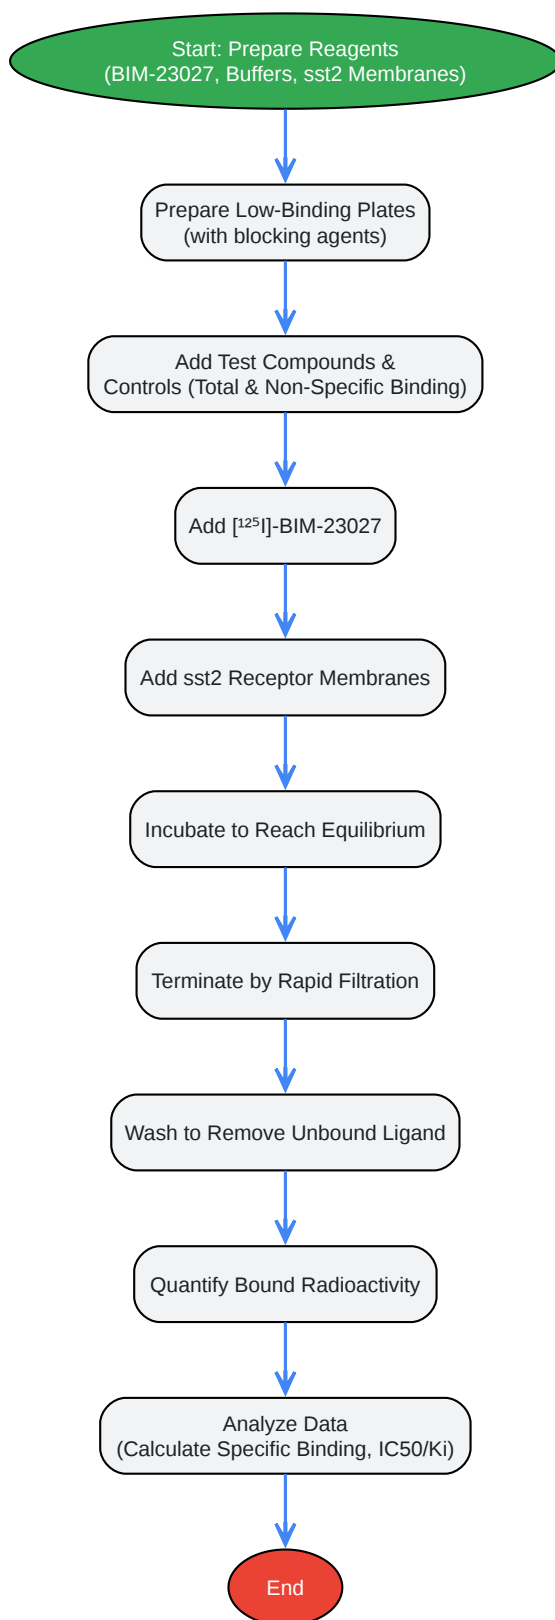 Start: Prepare Reagents
(BIM-23027, Buffers, sst2 Membranes)
Prepare Low-Binding Plates
(with blocking agents)
Add Test Compounds &
Controls (Total & Non-Specific Binding)
Add [¹²⁵I]-BIM-23027
Add sst2 Receptor Membranes
Incubate to Reach Equilibrium
Terminate by Rapid Filtration
Wash to Remove Unbound Ligand
Quantify Bound Radioactivity
Analyze Data
(Calculate Specific Binding, IC50/Ki)
End